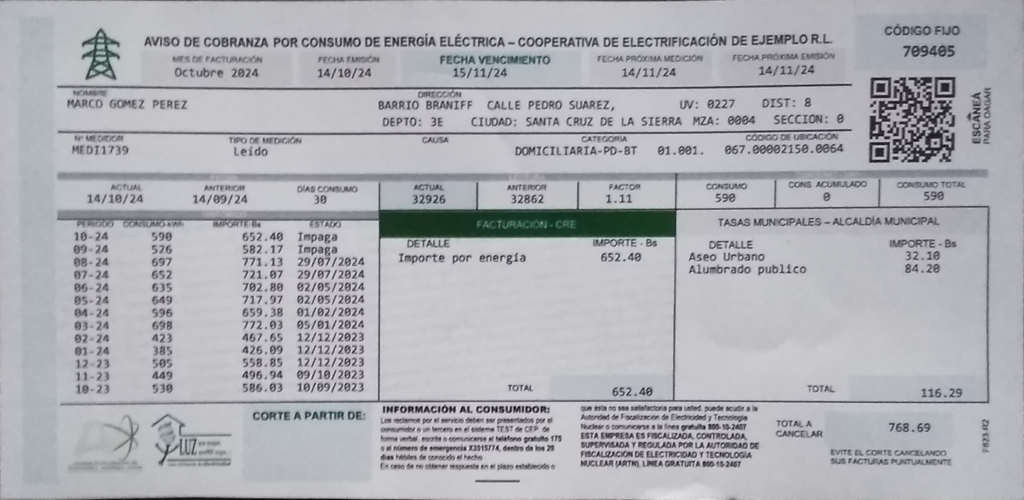 AVISO DE COBRANZA POR CONSUMO DE ENERGÍA ELÉCTRICA – COOPERATIVA DE ELECTRIFICACIÓN DE EJEMPLO R.L.
CÓDIGO FIJO
709405
MES DE FACTURACIÓN FECHA EMISIÓN FECHA VENCIMIENTO FECHA PRÓXIMA MEDICIÓN FECHA PRÓXIMA EMISIÓN
Octubre 2024 14/10/24 15/11/24 14/11/24 14/11/24
NOMBRE DIRECCIÓN
MARCO GOMEZ PEREZ BARRIO BRANIFF CALLE PEDRO SUAREZ, UV: 0227 DIST: 8
DEPTO: 3E CIUDAD: SANTA CRUZ DE LA SIERRA MZA: 0004 SECCION: 0
ESCANÉA
PARA PAGAR
Nº MEDIDOR TIPO DE MEDICIÓN CAUSA CATEGORÍA CÓDIGO DE UBICACIÓN
MEDI1739 Leído DOMICILIARIA-PD-BT 01.001. 067.00002150.0064
ACTUAL ANTERIOR DÍAS CONSUMO ACTUAL ANTERIOR FACTOR CONSUMO CONS. ACUMULADO CONSUMO TOTAL
14/10/24 14/09/24 30 32926 32862 1.11 590 0 590
PERIODO CONSUMO-kWh IMPORTE-Bs ESTADO
10-24 590 652.40 Impaga
09-24 526 582.17 Impaga
08-24 697 771.13 29/07/2024
07-24 652 721.07 29/07/2024
06-24 635 702.80 02/05/2024
05-24 649 717.97 02/05/2024
04-24 596 659.38 01/02/2024
03-24 698 772.03 05/01/2024
02-24 423 467.65 12/12/2023
01-24 385 426.09 12/12/2023
12-23 505 558.85 12/12/2023
11-23 449 496.94 09/10/2023
10-23 530 586.03 10/09/2023
FACTURACIÓN - CRE
DETALLE IMPORTE - Bs
Importe por energía 652.40
TOTAL 652.40
TASAS MUNICIPALES – ALCALDÍA MUNICIPAL
DETALLE IMPORTE - Bs
Aseo Urbano 32.10
Alumbrado publico 84.20
TOTAL 116.29
LUZ
CORTE A PARTIR DE:
INFORMACIÓN AL CONSUMIDOR:
Los reclamos por el servicio deben ser presentados por el
consumidor o un tercero en el sistema TEST de CEP, de
forma verbal, escrita o comunicarse al teléfono gratuito 175
o al número de emergencia X3515774, dentro de los 20
días hábiles de conocido el hecho
En caso de no obtener respuesta en el plazo establecido o
que ésta no sea satisfactoria para usted, puede acudir a la
Autoridad de Fiscalización de Electricidad y Tecnología
Nuclear o comunicarse a la línea gratuita 800-10-2407
ESTA EMPRESA ES FISCALIZADA, CONTROLADA,
SUPERVISADA Y REGULADA POR LA AUTORIDAD DE
FISCALIZACIÓN DE ELECTRICIDAD Y TECNOLOGÍA
NUCLEAR (ARTN). LÍNEA GRATUITA 800-10-2407
TOTAL A
CANCELAR
768.69
EVITE EL CORTE CANCELANDO
SUS FACTURAS PUNTUALMENTE
F823.R2